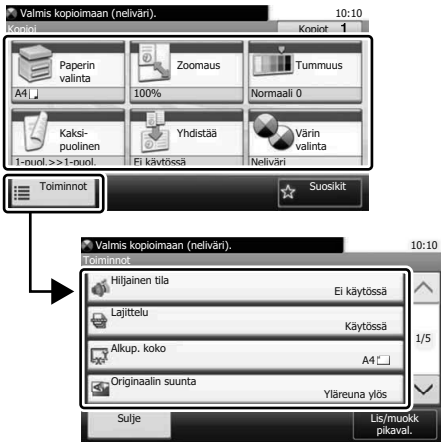 Valmis kopioimaan (neliväri). 10:10
Kopioi Kopiot 1
Paperin
valinta
A4
Zoomaus
100%
Tummuus
Normaali 0
Kaksi-
puolinen
1-puol.>>1-puol.
Yhdistää
Ei käytössä
Värin
valinta
Neliväri
Toiminnot
Suosikit
Valmis kopioimaan (neliväri). 10:10
Toiminnot
Hiljainen tila
Ei käytössä
Lajittelu
Käytössä
1/5
Alkup. koko
A4
Originaalin suunta
Yläreuna ylös
Sulje
Lis/muokk
pikaval.